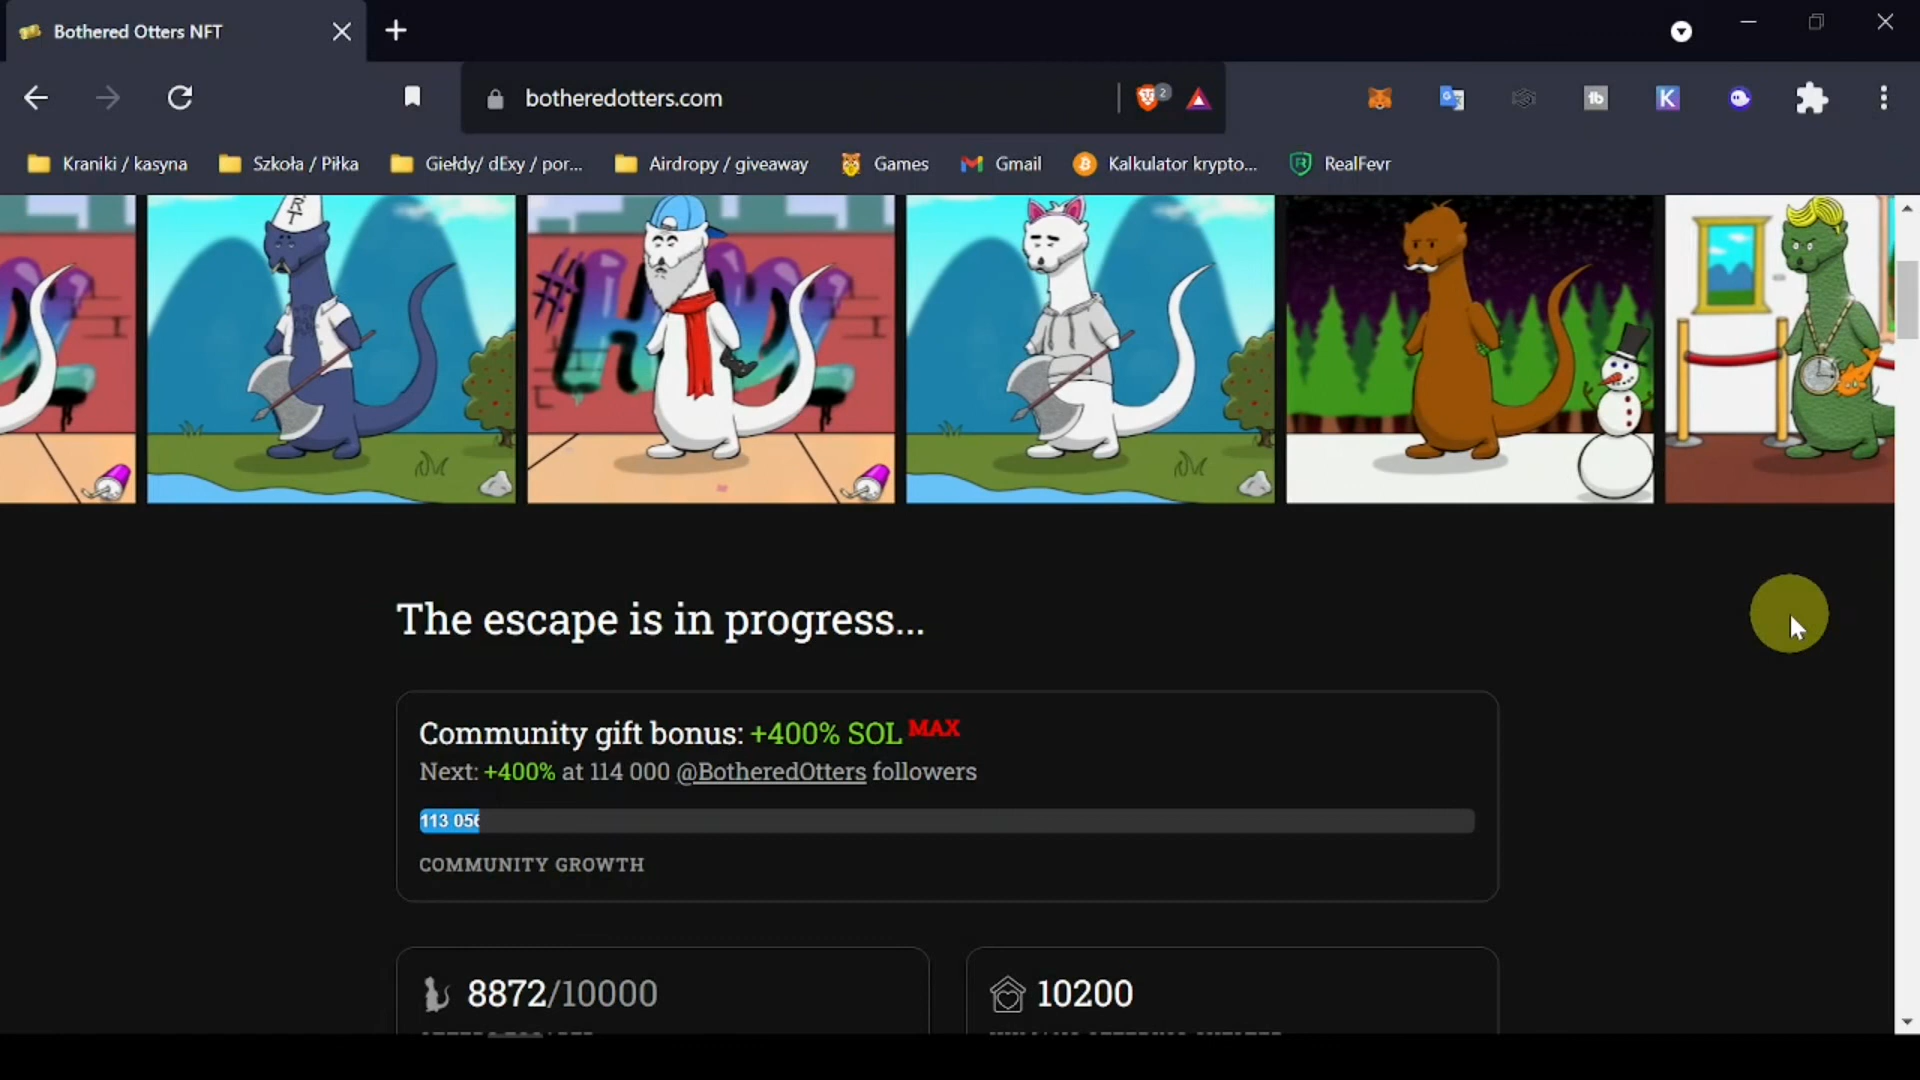 Bothered Otters NFT
botheredotters.com
2
Kraniki / kasyna
Szkoła / Piłka
Giełdy/ dExy / por...
Airdropy / giveaway
Games
Gmail
Kalkulator krypto...
RealFevr
The escape is in progress...
Community gift bonus: +400% SOL MAX
Next: +400% at 114 000 @BotheredOtters followers
113 056
COMMUNITY GROWTH
8872/10000
10200